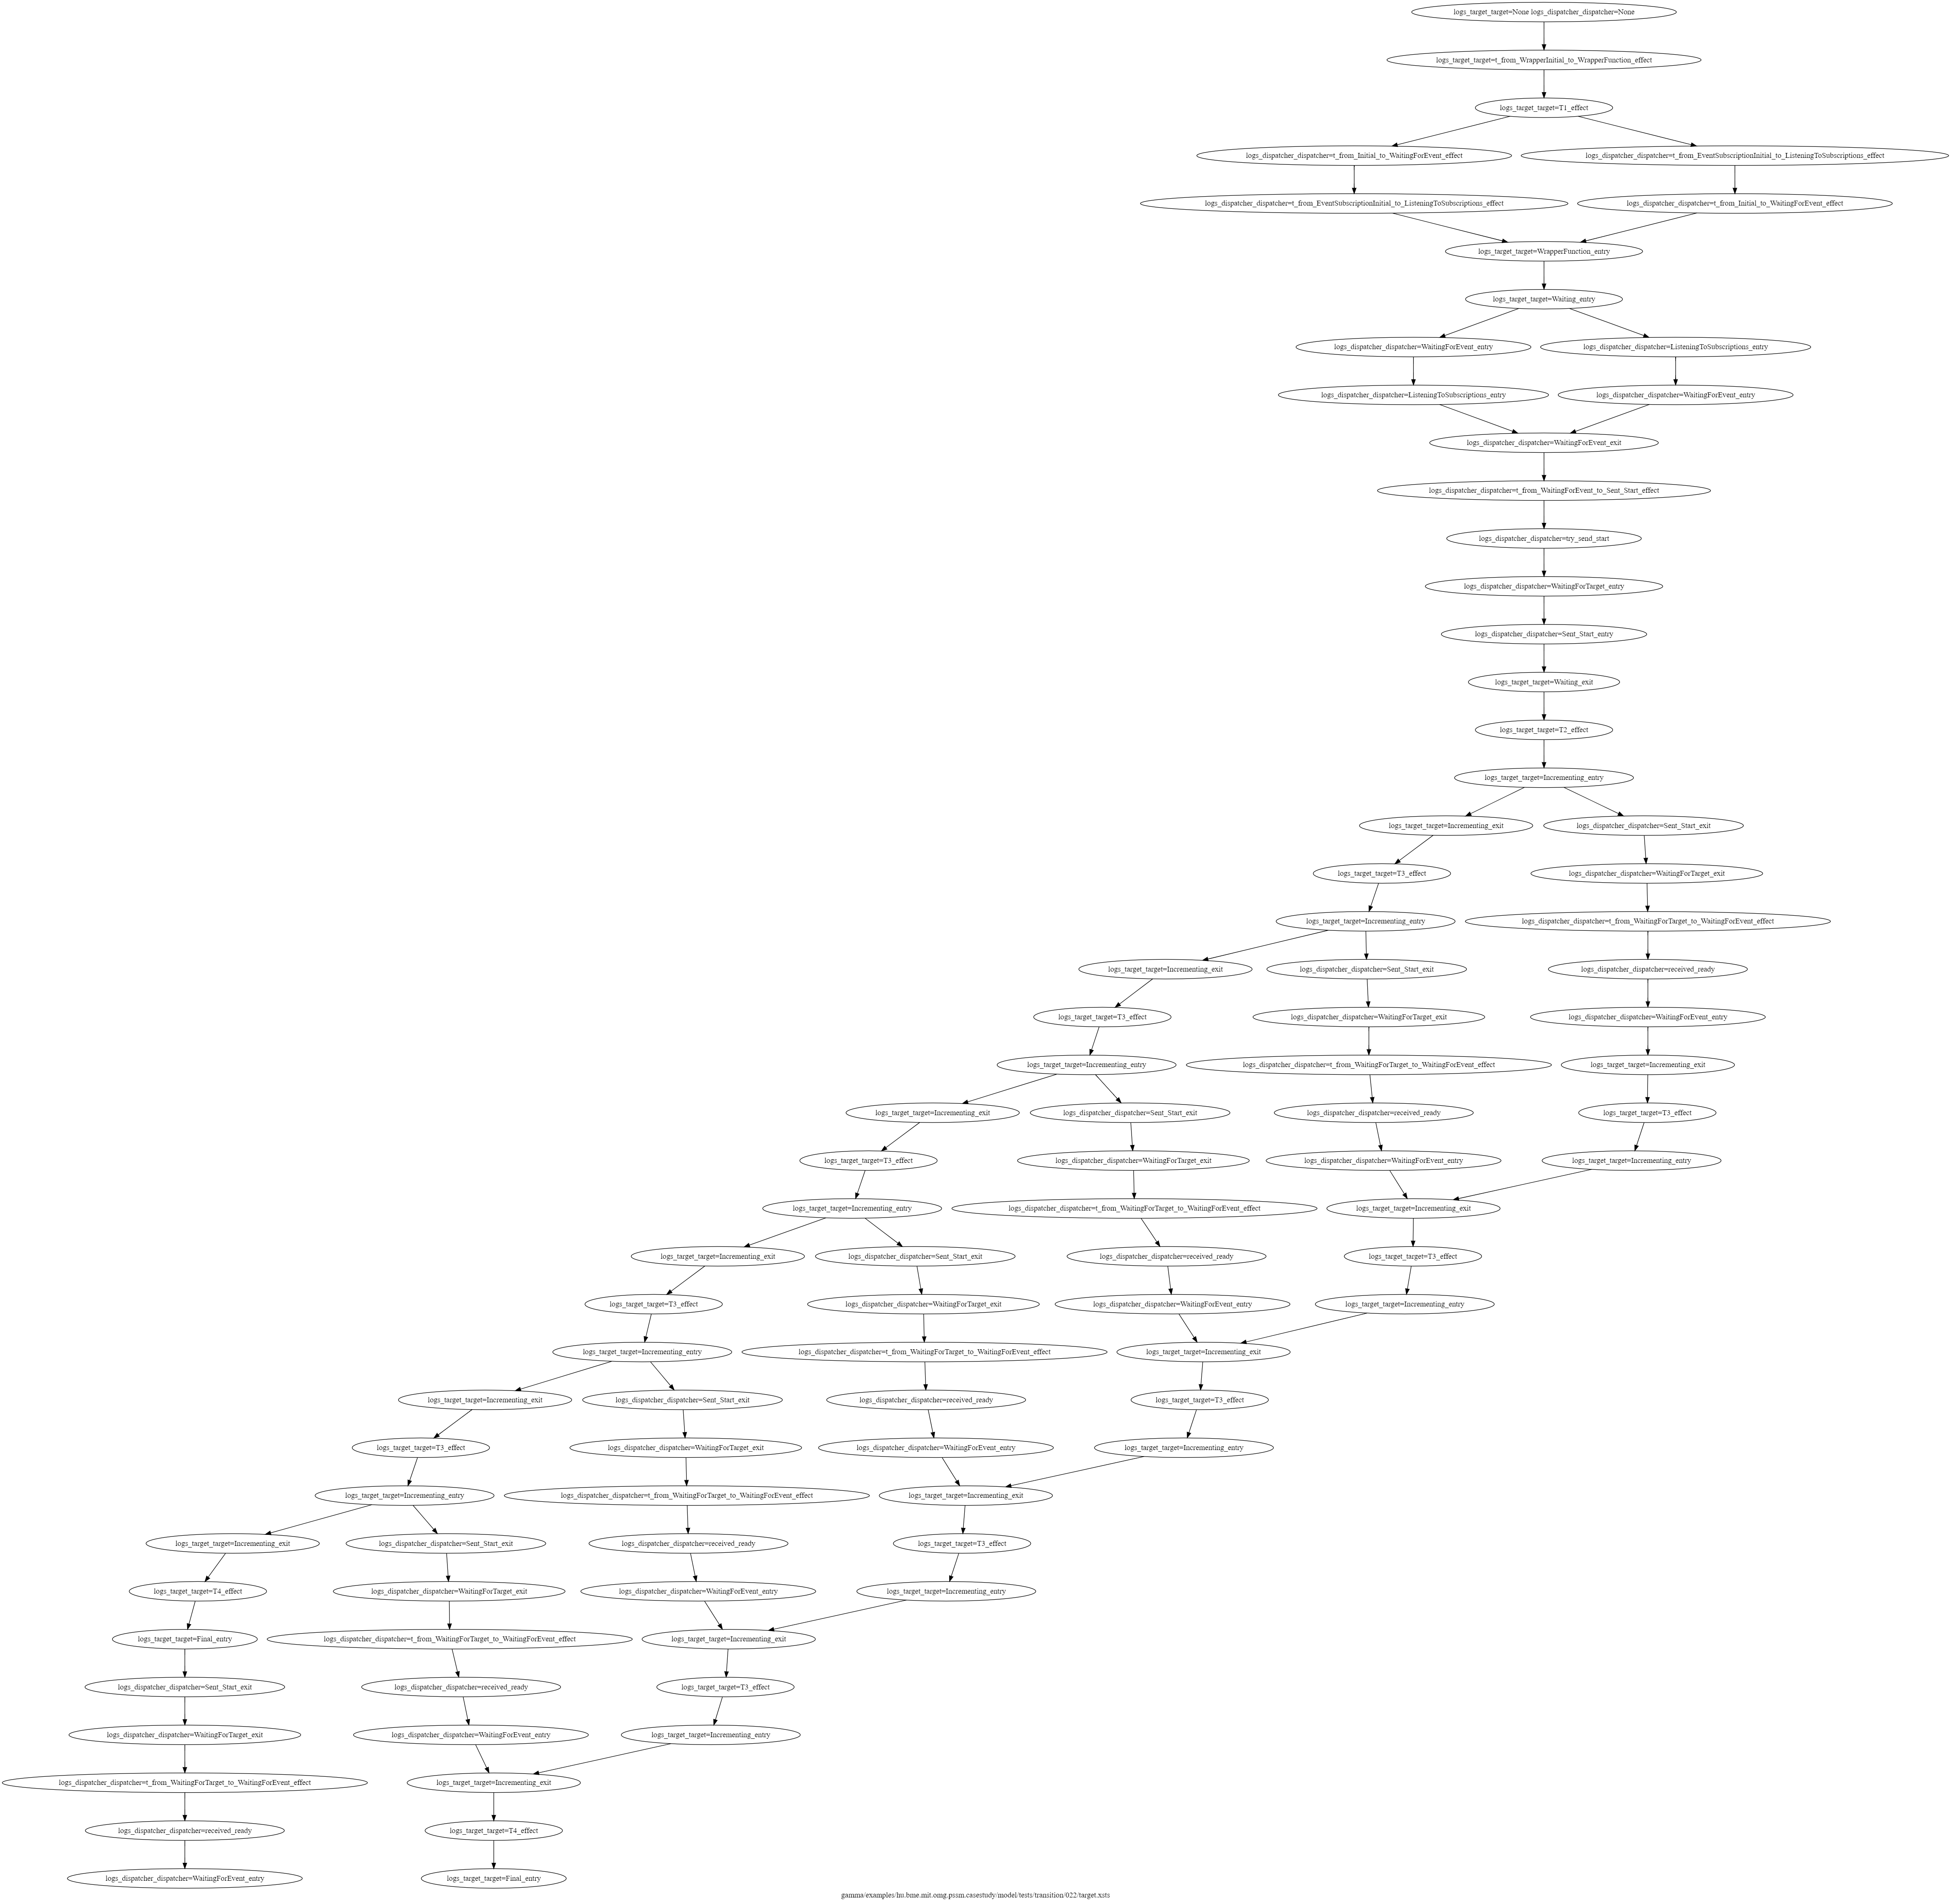 logs_target_target=None logs_dispatcher_dispatcher=None
logs_target_target=t_from_WrapperInitial_to_WrapperFunction_effect
logs_target_target=T1_effect
logs_dispatcher_dispatcher=t_from_Initial_to_WaitingForEvent_effect
logs_dispatcher_dispatcher=t_from_EventSubscriptionInitial_to_ListeningToSubscriptions_effect
logs_dispatcher_dispatcher=t_from_EventSubscriptionInitial_to_ListeningToSubscriptions_effect
logs_dispatcher_dispatcher=t_from_Initial_to_WaitingForEvent_effect
logs_target_target=WrapperFunction_entry
logs_target_target=Waiting_entry
logs_dispatcher_dispatcher=WaitingForEvent_entry
logs_dispatcher_dispatcher=ListeningToSubscriptions_entry
logs_dispatcher_dispatcher=ListeningToSubscriptions_entry
logs_dispatcher_dispatcher=WaitingForEvent_entry
logs_dispatcher_dispatcher=WaitingForEvent_exit
logs_dispatcher_dispatcher=t_from_WaitingForEvent_to_Sent_Start_effect
logs_dispatcher_dispatcher=try_send_start
logs_dispatcher_dispatcher=WaitingForTarget_entry
logs_dispatcher_dispatcher=Sent_Start_entry
logs_target_target=Waiting_exit
logs_target_target=T2_effect
logs_target_target=Incrementing_entry
logs_target_target=Incrementing_exit
logs_dispatcher_dispatcher=Sent_Start_exit
logs_target_target=T3_effect
logs_dispatcher_dispatcher=WaitingForTarget_exit
logs_target_target=Incrementing_entry
logs_dispatcher_dispatcher=t_from_WaitingForTarget_to_WaitingForEvent_effect
logs_target_target=Incrementing_exit
logs_dispatcher_dispatcher=Sent_Start_exit
logs_dispatcher_dispatcher=received_ready
logs_target_target=T3_effect
logs_dispatcher_dispatcher=WaitingForTarget_exit
logs_dispatcher_dispatcher=WaitingForEvent_entry
logs_target_target=Incrementing_entry
logs_dispatcher_dispatcher=t_from_WaitingForTarget_to_WaitingForEvent_effect
logs_target_target=Incrementing_exit
logs_target_target=Incrementing_exit
logs_dispatcher_dispatcher=Sent_Start_exit
logs_dispatcher_dispatcher=received_ready
logs_target_target=T3_effect
logs_target_target=T3_effect
logs_dispatcher_dispatcher=WaitingForTarget_exit
logs_dispatcher_dispatcher=WaitingForEvent_entry
logs_target_target=Incrementing_entry
logs_target_target=Incrementing_entry
logs_dispatcher_dispatcher=t_from_WaitingForTarget_to_WaitingForEvent_effect
logs_target_target=Incrementing_exit
logs_target_target=Incrementing_exit
logs_dispatcher_dispatcher=Sent_Start_exit
logs_dispatcher_dispatcher=received_ready
logs_target_target=T3_effect
logs_target_target=T3_effect
logs_dispatcher_dispatcher=WaitingForTarget_exit
logs_dispatcher_dispatcher=WaitingForEvent_entry
logs_target_target=Incrementing_entry
logs_target_target=Incrementing_entry
logs_dispatcher_dispatcher=t_from_WaitingForTarget_to_WaitingForEvent_effect
logs_target_target=Incrementing_exit
logs_target_target=Incrementing_exit
logs_dispatcher_dispatcher=Sent_Start_exit
logs_dispatcher_dispatcher=received_ready
logs_target_target=T3_effect
logs_target_target=T3_effect
logs_dispatcher_dispatcher=WaitingForTarget_exit
logs_dispatcher_dispatcher=WaitingForEvent_entry
logs_target_target=Incrementing_entry
logs_target_target=Incrementing_entry
logs_dispatcher_dispatcher=t_from_WaitingForTarget_to_WaitingForEvent_effect
logs_target_target=Incrementing_exit
logs_target_target=Incrementing_exit
logs_dispatcher_dispatcher=Sent_Start_exit
logs_dispatcher_dispatcher=received_ready
logs_target_target=T3_effect
logs_target_target=T4_effect
logs_dispatcher_dispatcher=WaitingForTarget_exit
logs_dispatcher_dispatcher=WaitingForEvent_entry
logs_target_target=Incrementing_entry
logs_target_target=Final_entry
logs_dispatcher_dispatcher=t_from_WaitingForTarget_to_WaitingForEvent_effect
logs_target_target=Incrementing_exit
logs_dispatcher_dispatcher=Sent_Start_exit
logs_dispatcher_dispatcher=received_ready
logs_target_target=T3_effect
logs_dispatcher_dispatcher=WaitingForTarget_exit
logs_dispatcher_dispatcher=WaitingForEvent_entry
logs_target_target=Incrementing_entry
logs_dispatcher_dispatcher=t_from_WaitingForTarget_to_WaitingForEvent_effect
logs_target_target=Incrementing_exit
logs_dispatcher_dispatcher=received_ready
logs_target_target=T4_effect
logs_dispatcher_dispatcher=WaitingForEvent_entry
logs_target_target=Final_entry
gamma/examples/hu.bme.mit.omg.pssm.casestudy/model/tests/transition/022/target.xsts